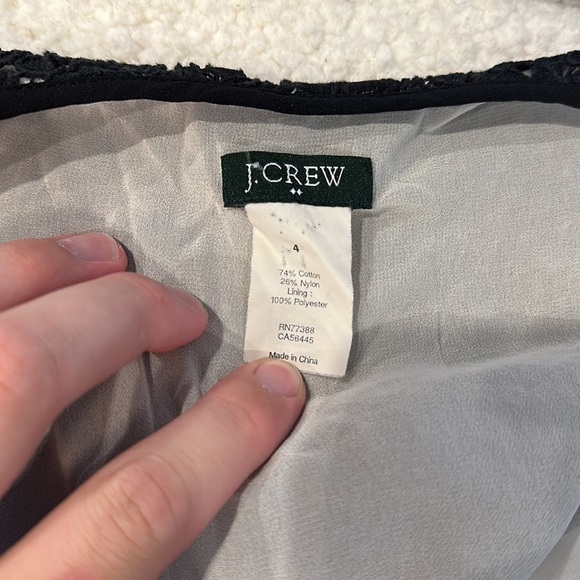 J.CREW
4
74% Cotton
26% Nylon
Lining :
100% Polyester
RN77388
CA56445
Made in China